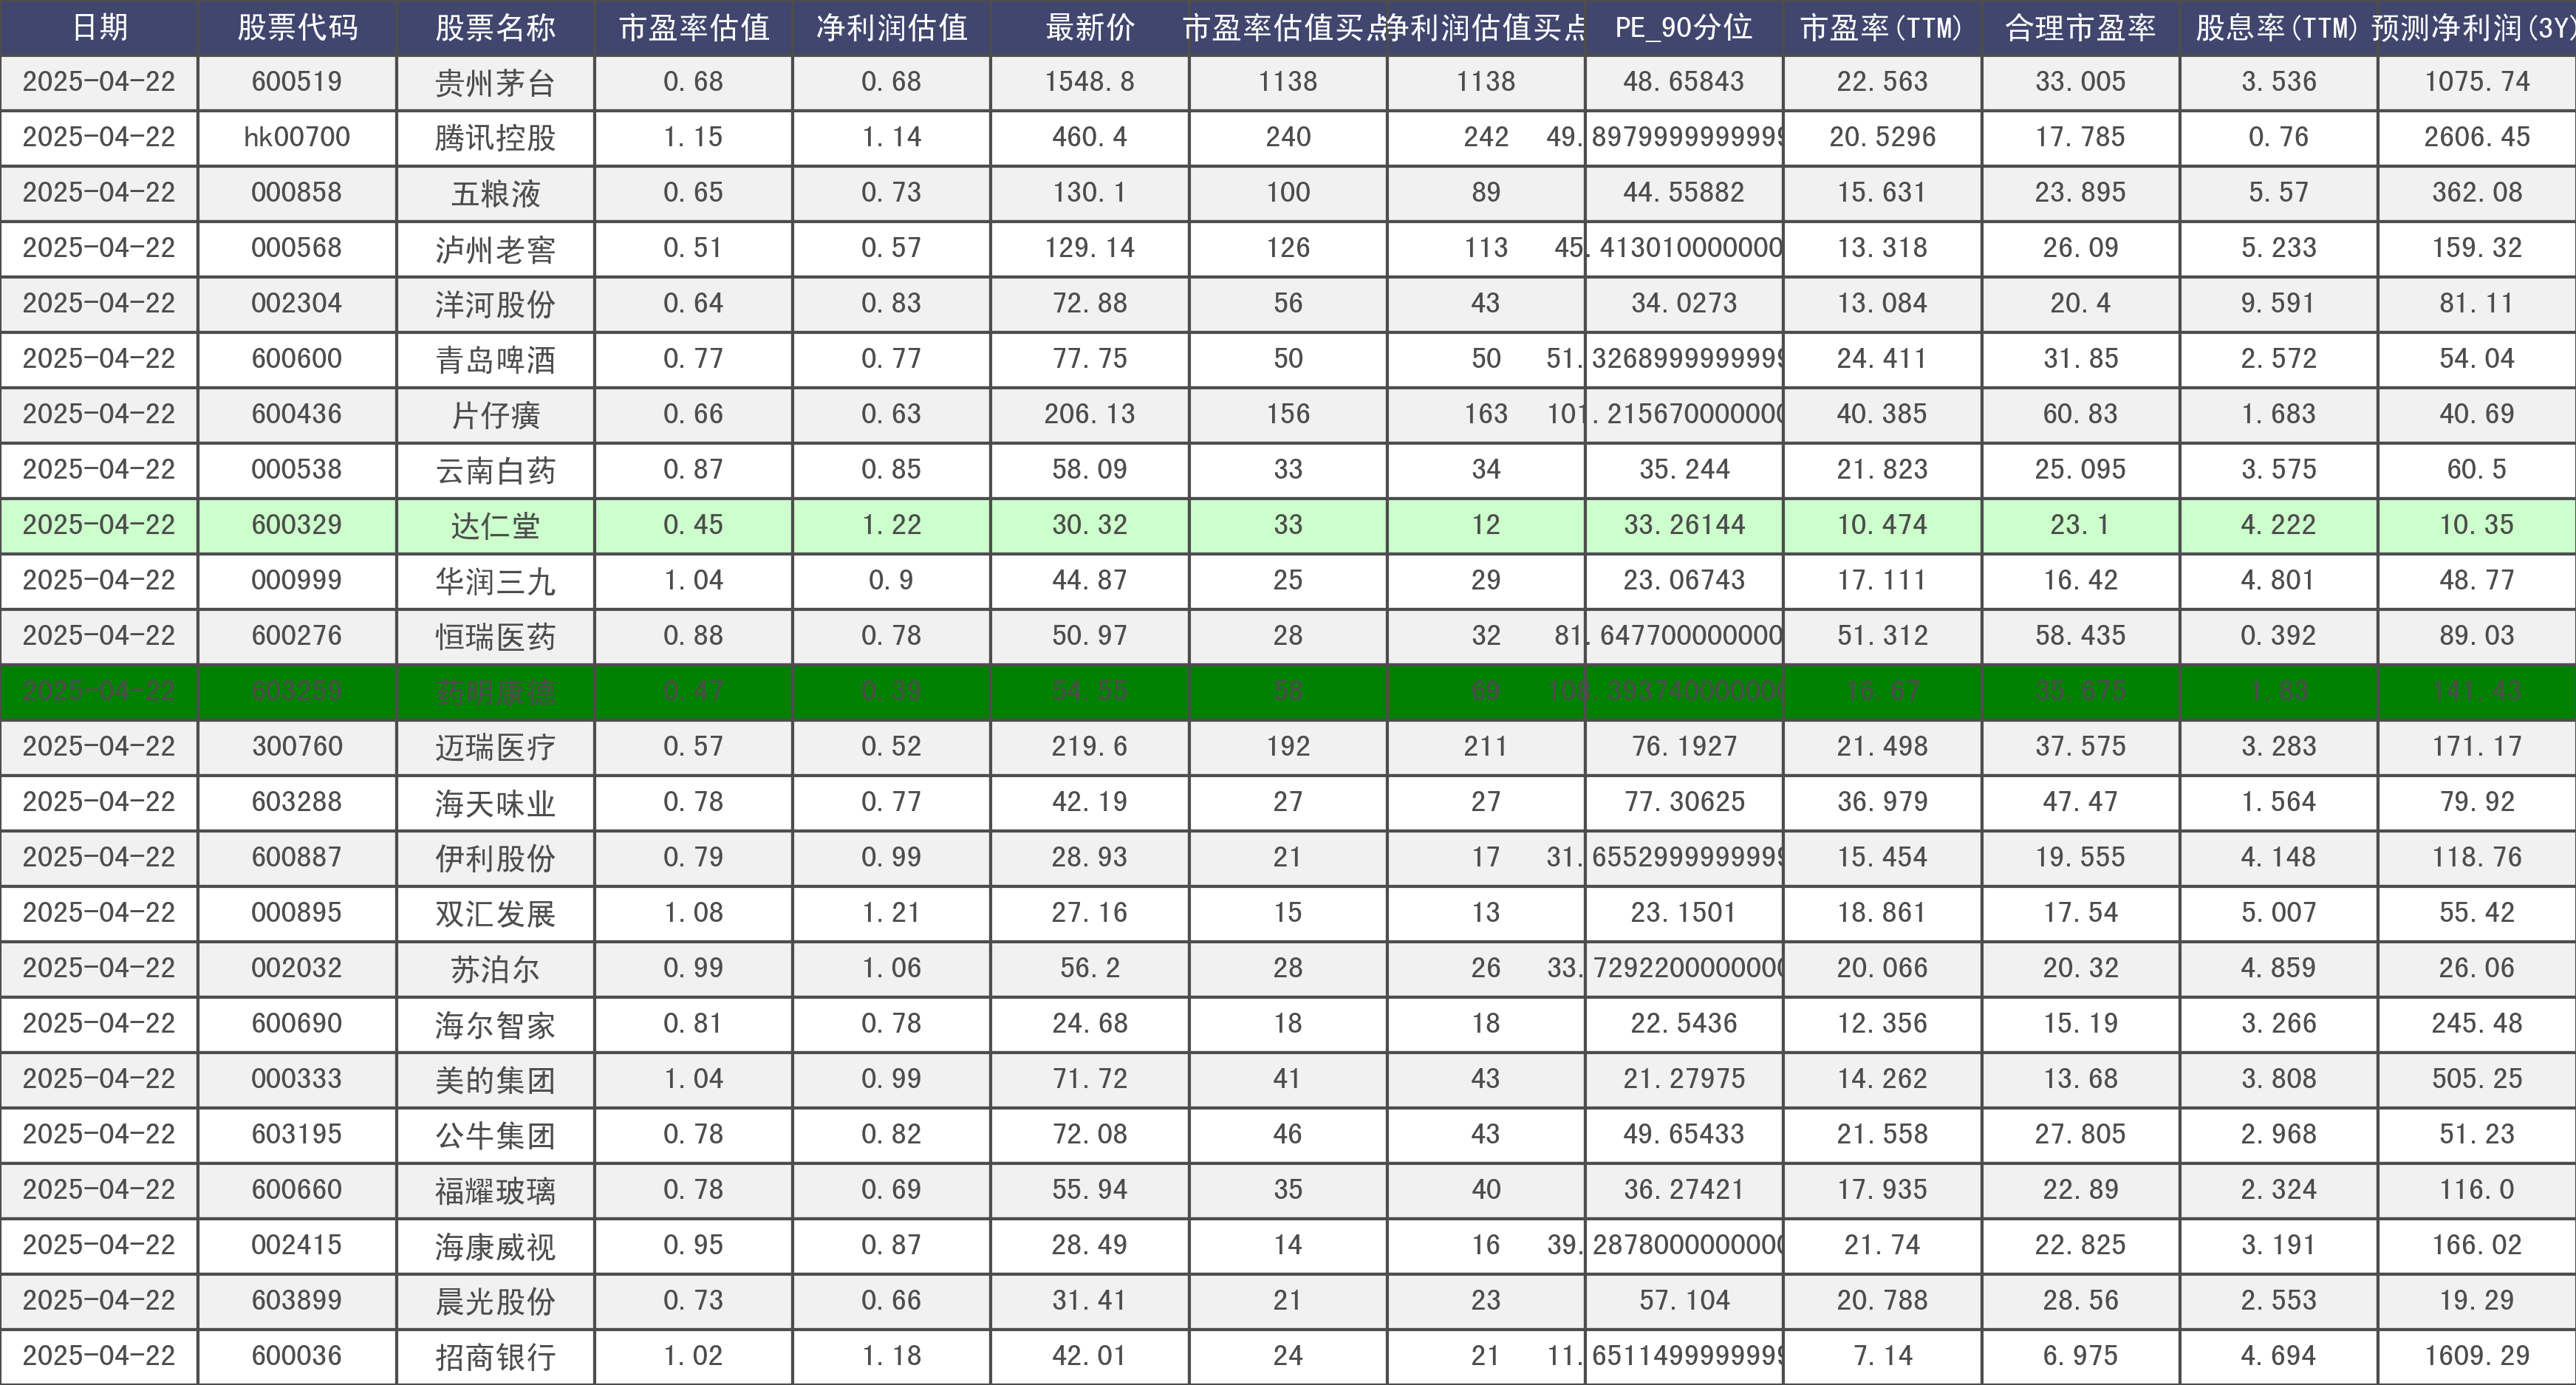 日期 股票代码 股票名称 市盈率估值 净利润估值 最新价 市盈率估值买点 净利润估值买点 PE_90分位 市盈率(TTM) 合理市盈率 股息率(TTM) 预测净利润(3Y)
2025-04-22 600519 贵州茅台 0.68 0.68 1548.8 1138 1138 48.65843 22.563 33.005 3.536 1075.74
2025-04-22 hk00700 腾讯控股 1.15 1.14 460.4 240 242 49.8979999999999 20.5296 17.785 0.76 2606.45
2025-04-22 000858 五粮液 0.65 0.73 130.1 100 89 44.55882 15.631 23.895 5.57 362.08
2025-04-22 000568 泸州老窖 0.51 0.57 129.14 126 113 45.413010000000 13.318 26.09 5.233 159.32
2025-04-22 002304 洋河股份 0.64 0.83 72.88 56 43 34.0273 13.084 20.4 9.591 81.11
2025-04-22 600600 青岛啤酒 0.77 0.77 77.75 50 50 51.3268999999999 24.411 31.85 2.572 54.04
2025-04-22 600436 片仔癀 0.66 0.63 206.13 156 163 101.215670000000 40.385 60.83 1.683 40.69
2025-04-22 000538 云南白药 0.87 0.85 58.09 33 34 35.244 21.823 25.095 3.575 60.5
2025-04-22 600329 达仁堂 0.45 1.22 30.32 33 12 33.26144 10.474 23.1 4.222 10.35
2025-04-22 000999 华润三九 1.04 0.9 44.87 25 29 23.06743 17.111 16.42 4.801 48.77
2025-04-22 600276 恒瑞医药 0.88 0.78 50.97 28 32 81.647700000000 51.312 58.435 0.392 89.03
2025-04-22 603259 药明康德 0.47 0.39 54.55 58 69 108.393740000000 16.67 35.675 1.83 141.43
2025-04-22 300760 迈瑞医疗 0.57 0.52 219.6 192 211 76.1927 21.498 37.575 3.283 171.17
2025-04-22 603288 海天味业 0.78 0.77 42.19 27 27 77.30625 36.979 47.47 1.564 79.92
2025-04-22 600887 伊利股份 0.79 0.99 28.93 21 17 31.6552999999999 15.454 19.555 4.148 118.76
2025-04-22 000895 双汇发展 1.08 1.21 27.16 15 13 23.1501 18.861 17.54 5.007 55.42
2025-04-22 002032 苏泊尔 0.99 1.06 56.2 28 26 33.7292200000000 20.066 20.32 4.859 26.06
2025-04-22 600690 海尔智家 0.81 0.78 24.68 18 18 22.5436 12.356 15.19 3.266 245.48
2025-04-22 000333 美的集团 1.04 0.99 71.72 41 43 21.27975 14.262 13.68 3.808 505.25
2025-04-22 603195 公牛集团 0.78 0.82 72.08 46 43 49.65433 21.558 27.805 2.968 51.23
2025-04-22 600660 福耀玻璃 0.78 0.69 55.94 35 40 36.27421 17.935 22.89 2.324 116.0
2025-04-22 002415 海康威视 0.95 0.87 28.49 14 16 39.2878000000000 21.74 22.825 3.191 166.02
2025-04-22 603899 晨光股份 0.73 0.66 31.41 21 23 57.104 20.788 28.56 2.553 19.29
2025-04-22 600036 招商银行 1.02 1.18 42.01 24 21 11.6511499999999 7.14 6.975 4.694 1609.29